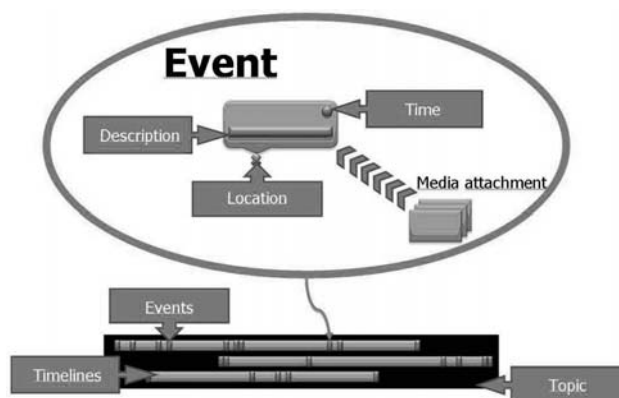 Event
Time
Description
Location
Media attachment
Events
Timelines
Topic